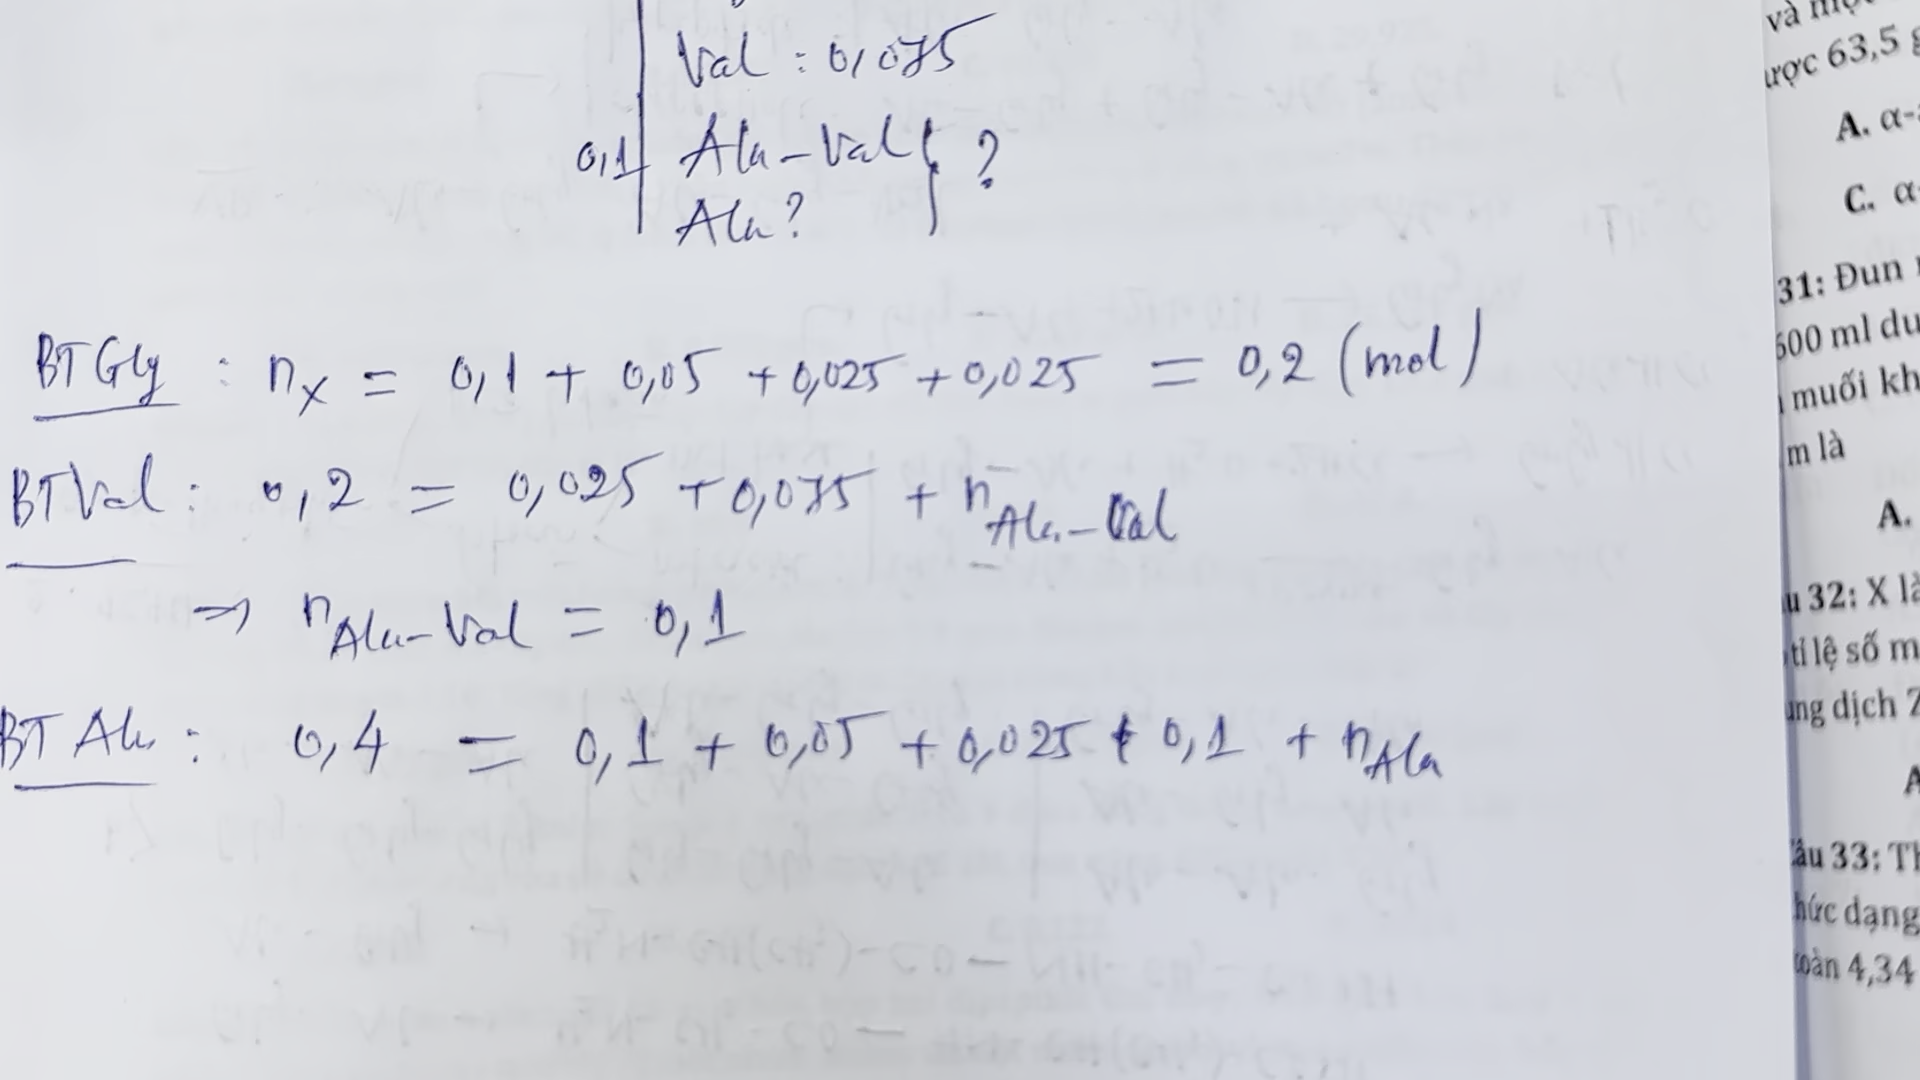 Val : 0,075
0,1 Ala-Val } ?
Ala?
BT Gly : nX = 0,1 + 0,05 + 0,025 + 0,025 = 0,2 (mol)
BT Val : 0,2 = 0,025 + 0,075 + nAla-Val
⇒ nAla-Val = 0,1
BT Ala : 0,4 = 0,1 + 0,05 + 0,025 + 0,1 + nAla
và
ược 63,5 g
A. α-
C. α
31: Đun
600 ml du
muối kh
m là
A.
u 32: X là
tỉ lệ số m
ung dịch Z
A
Câu 33: Th
hức dạng
toàn 4,34